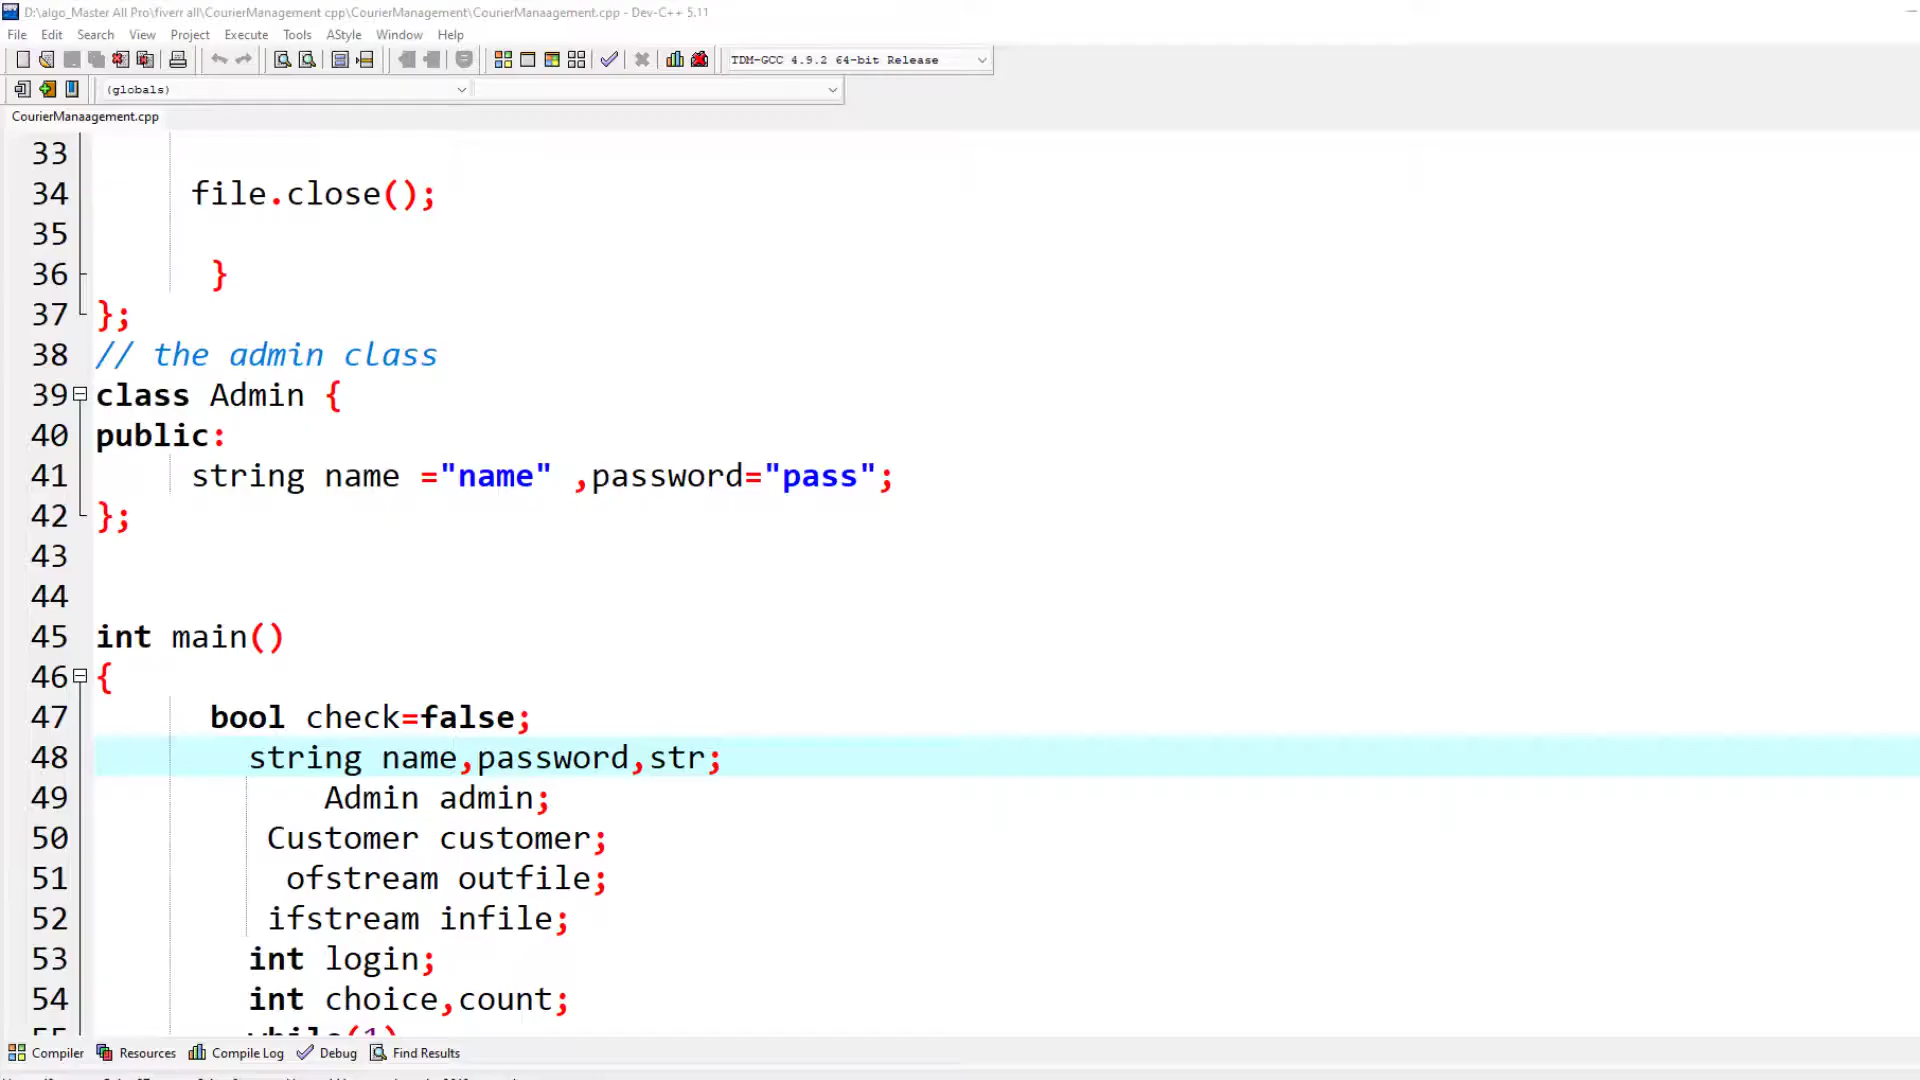 D:\algo_Master All Pro\fiverr all\CourierManagement cpp\CourierManagement\CourierManaagement.cpp - Dev-C++ 5.11
File Edit Search View Project Execute Tools AStyle Window Help
TDM-GCC 4.9.2 64-bit Release
(globals)
CourierManaagement.cpp
33
34 file.close();
35
36 }
37 };
38 // the admin class
39 class Admin {
40 public:
41 string name ="name" ,password="pass";
42 };
43
44
45 int main()
46 {
47 bool check=false;
48 string name,password,str;
49 Admin admin;
50 Customer customer;
51 ofstream outfile;
52 ifstream infile;
53 int login;
54 int choice,count;
55 while(1)
Compiler Resources Compile Log Debug Find Results